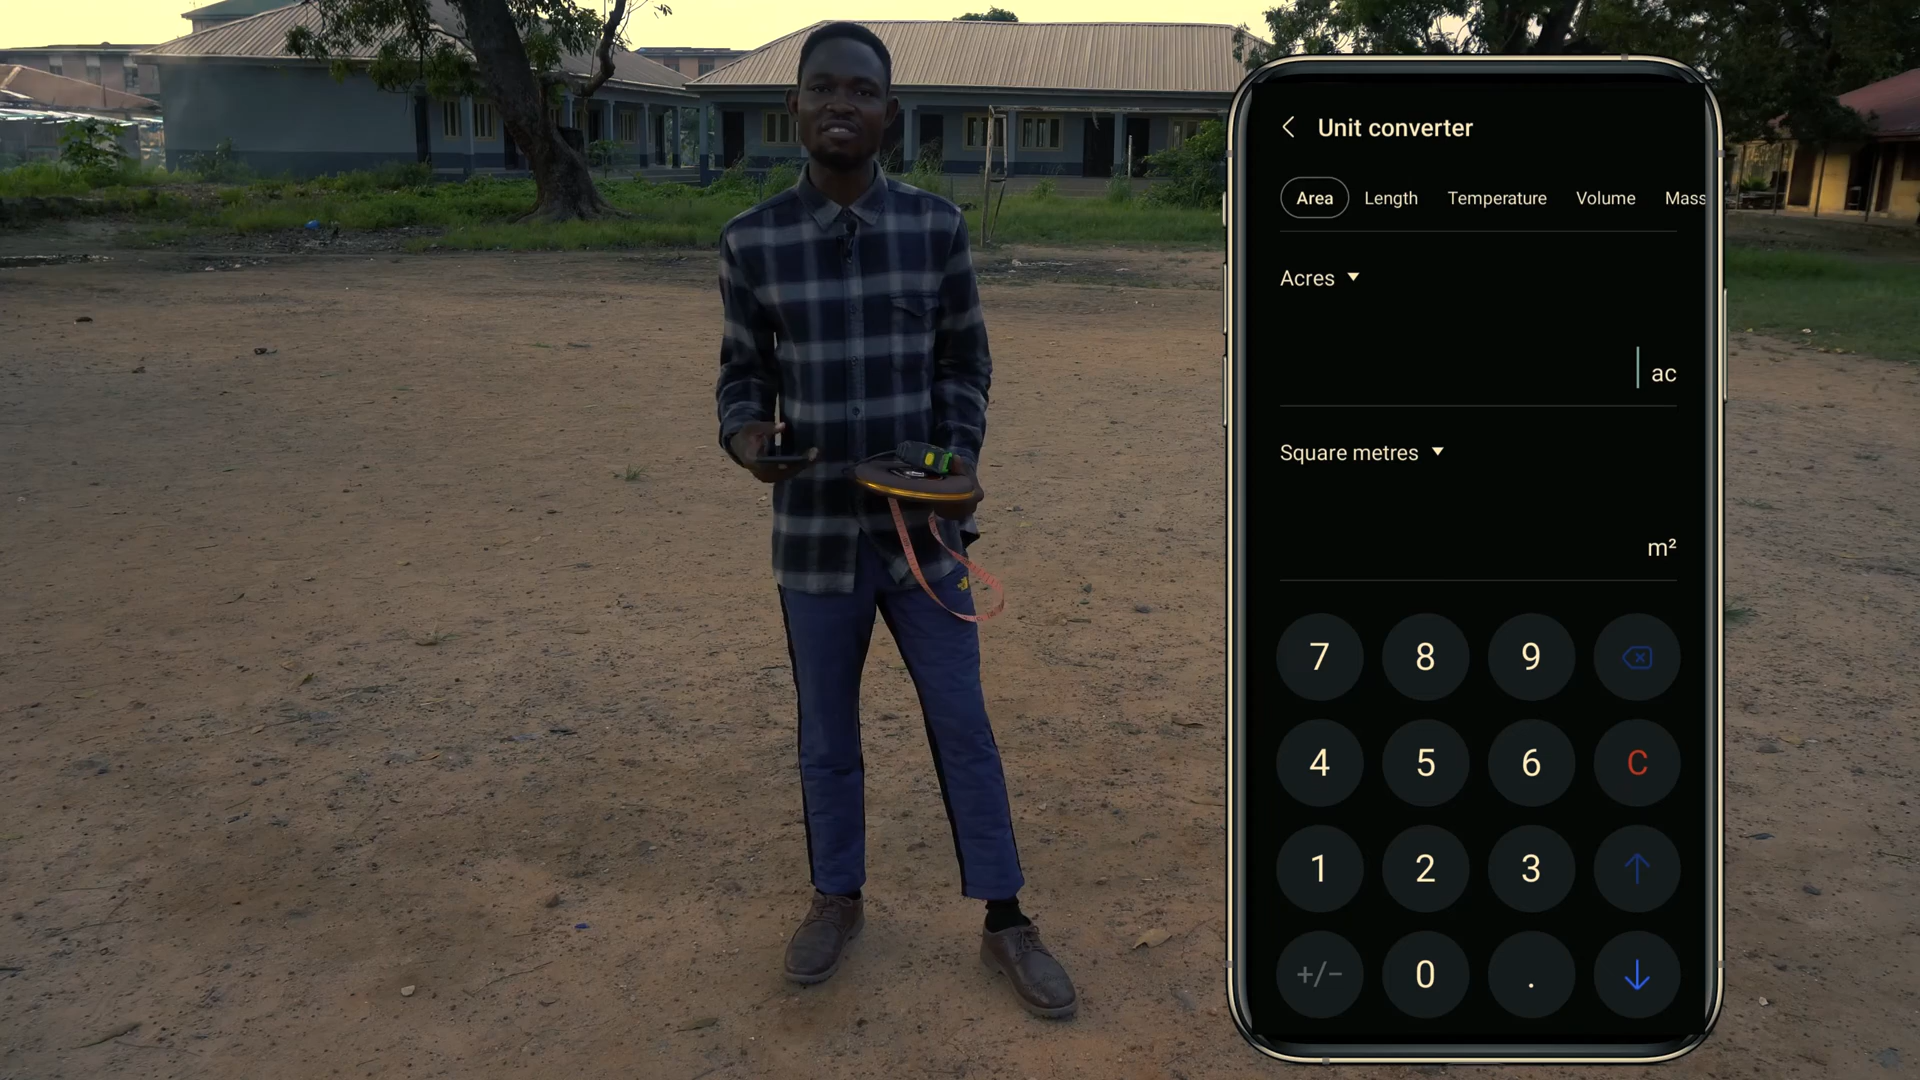 Unit converter
Area Length Temperature Volume Mass
Acres
ac
Square metres
m²
7 8 9
4 5 6 C
1 2 3
+/− 0 .